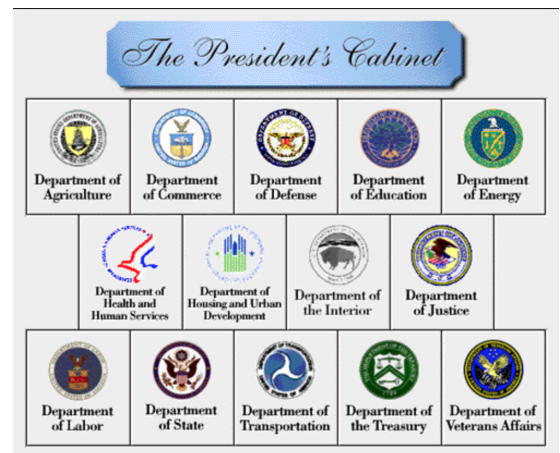 The President's Cabinet
Department of
Agriculture
Department
of Commerce
Department
of Defense
Department
of Education
Department
of Energy
Department of
Health and
Human Services
Department of
Housing and Urban
Development
Department of
the Interior
Department
of Justice
Department
of Labor
Department
of State
Department of
Transportation
Department of
the Treasury
Department of
Veterans Affairs